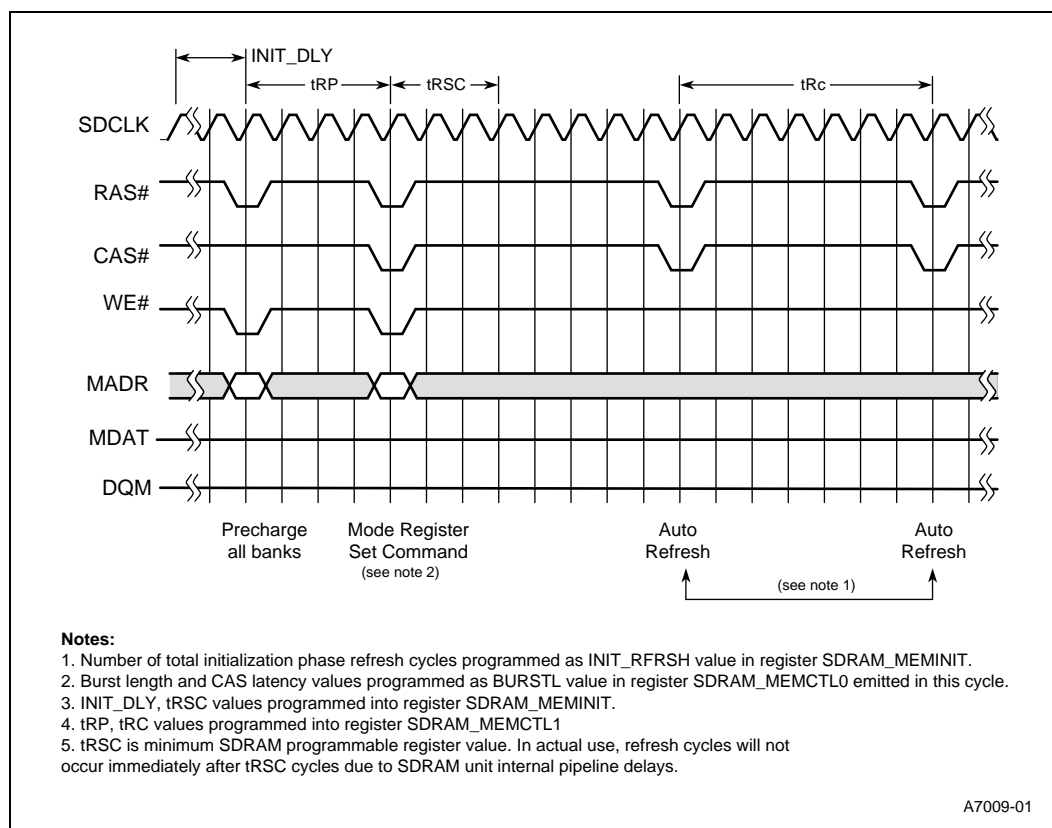 INIT_DLY
tRP
tRSC
tRc
SDCLK
RAS#
CAS#
WE#
MADR
MDAT
DQM
Precharge
all banks
Mode Register
Set Command
(see note 2)
Auto
Refresh
Auto
Refresh
(see note 1)
Notes:
1. Number of total initialization phase refresh cycles programmed as INIT_RFRSH value in register SDRAM_MEMINIT.
2. Burst length and CAS latency values programmed as BURSTL value in register SDRAM_MEMCTL0 emitted in this cycle.
3. INIT_DLY, tRSC values programmed into register SDRAM_MEMINIT.
4. tRP, tRC values programmed into register SDRAM_MEMCTL1
5. tRSC is minimum SDRAM programmable register value. In actual use, refresh cycles will not
occur immediately after tRSC cycles due to SDRAM unit internal pipeline delays.
A7009-01